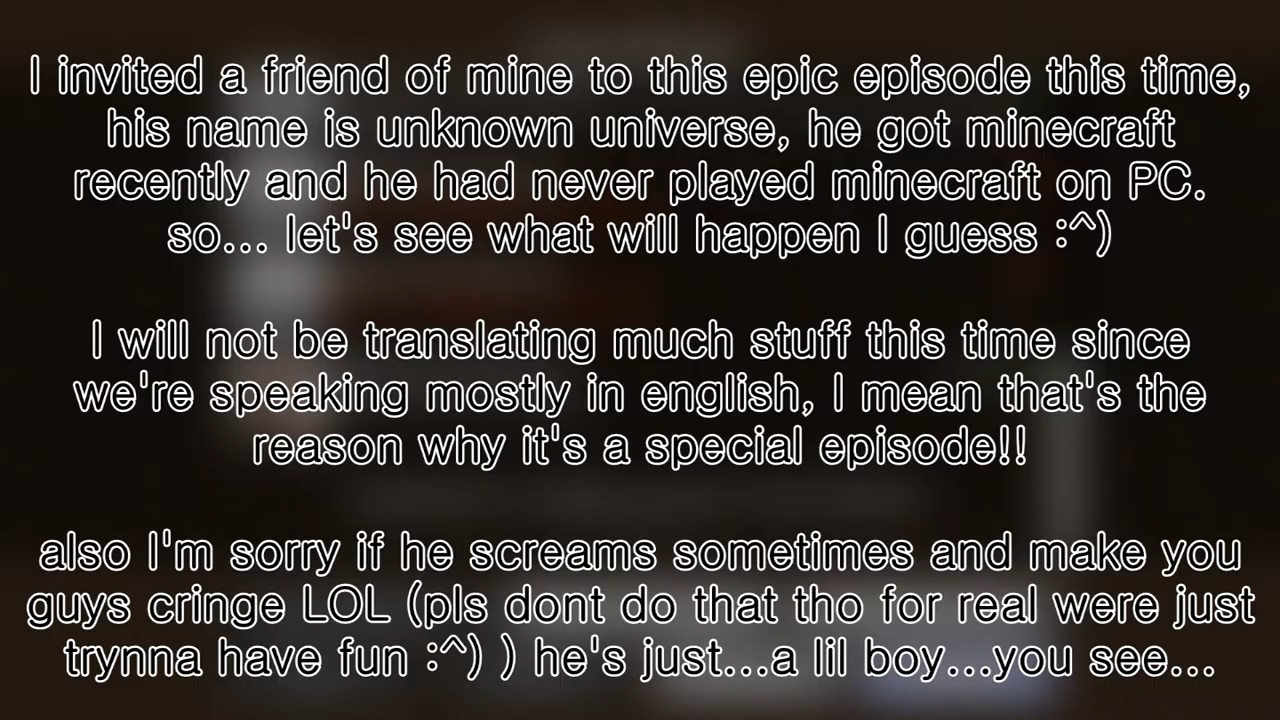 I invited a friend of mine to this epic episode this time,
his name is unknown universe, he got minecraft
recently and he had never played minecraft on PC.
so... let's see what will happen I guess :^)
I will not be translating much stuff this time since
we're speaking mostly in english, I mean that's the
reason why it's a special episode!!
also I'm sorry if he screams sometimes and make you
guys cringe LOL (pls dont do that tho for real were just
trynna have fun :^) ) he's just...a lil boy...you see...